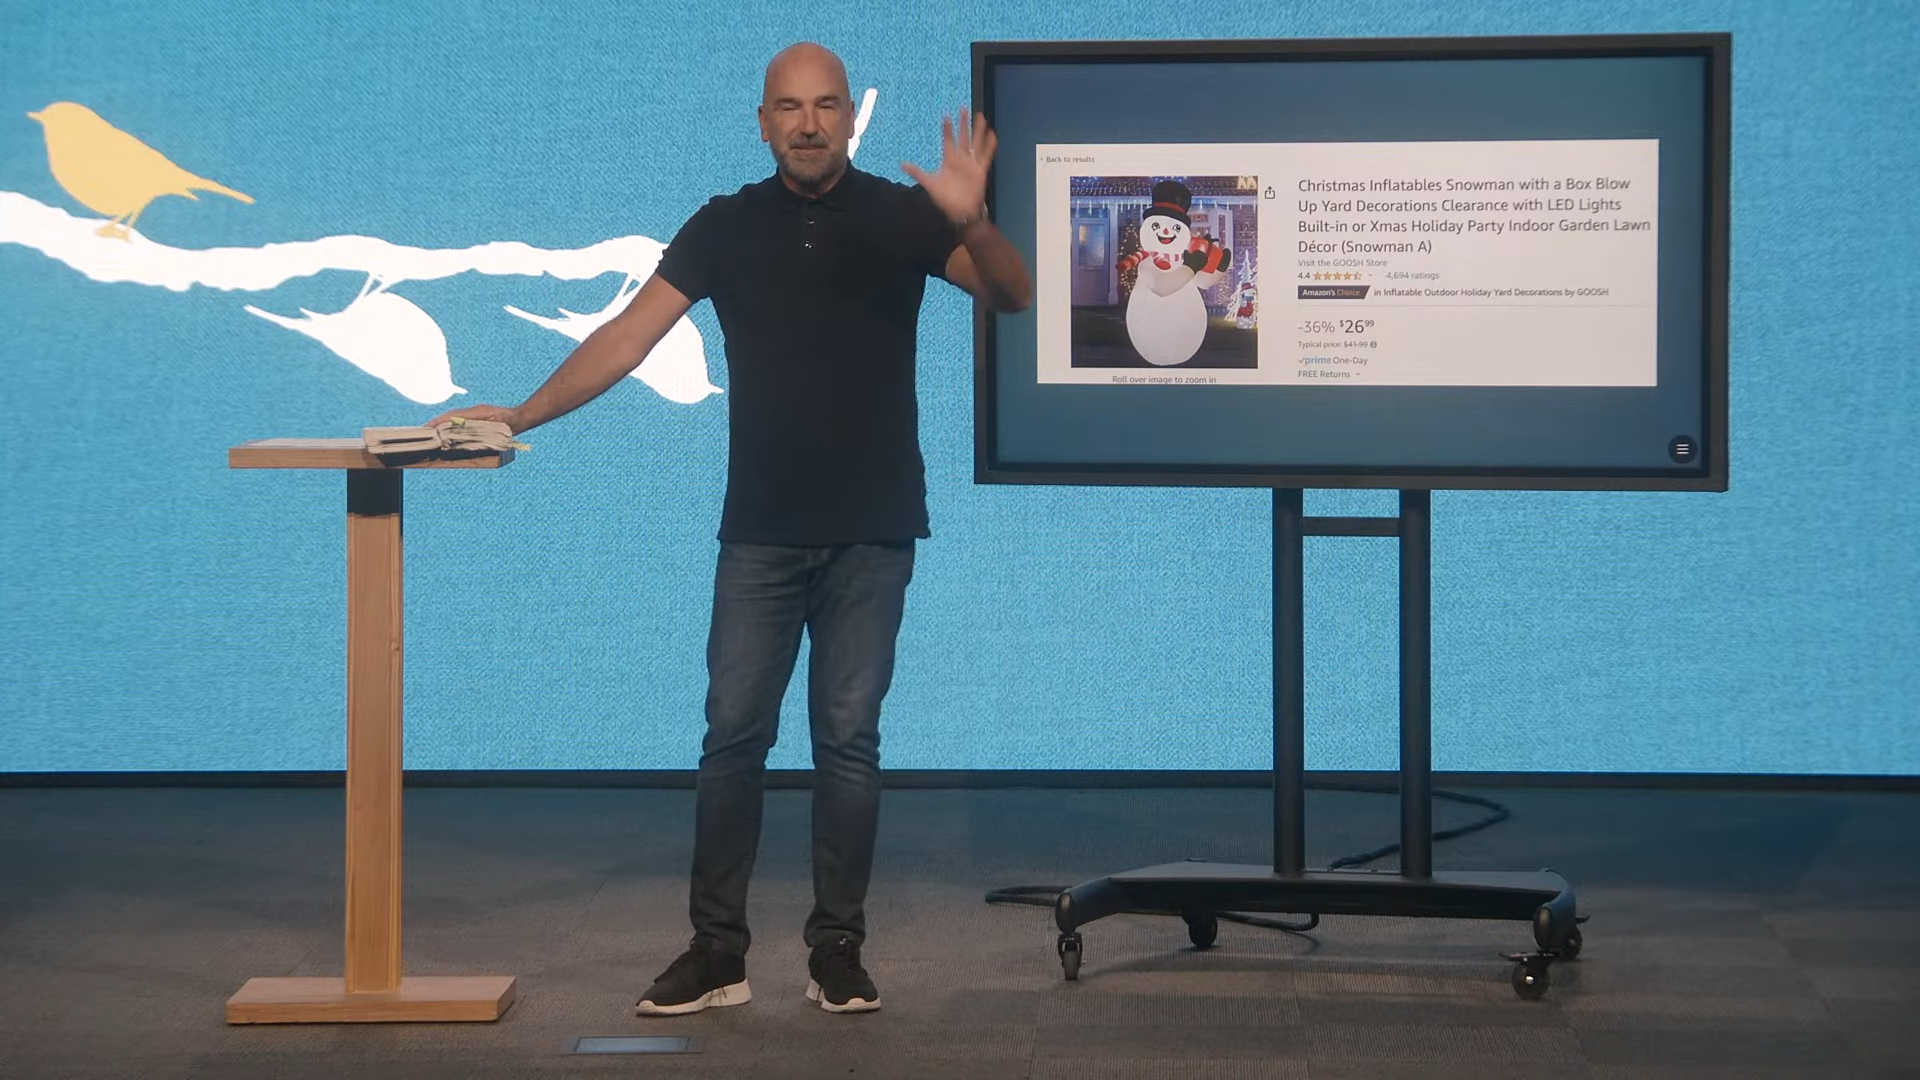 Back to results
Christmas Inflatables Snowman with a Box Blow
Up Yard Decorations Clearance with LED Lights
Built-in or Xmas Holiday Party Indoor Garden Lawn
Décor (Snowman A)
Visit the GOOSH Store
4.4 4,694 ratings
Amazon's Choice in Inflatable Outdoor Holiday Yard Decorations by GOOSH
-36% $26.99
Typical price: $41.99
prime One-Day
FREE Returns
Roll over image to zoom in